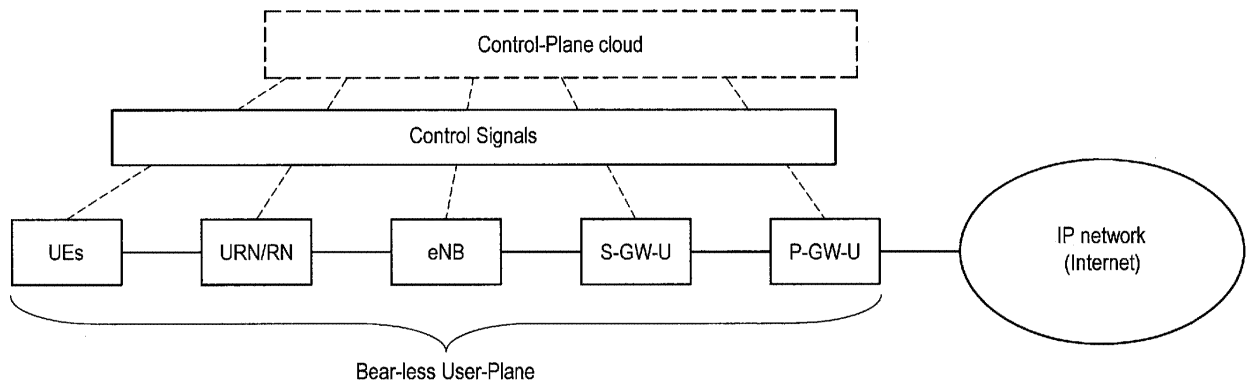 Control-Plane cloud
Control Signals
UEs
URN/RN
eNB
S-GW-U
P-GW-U
IP network
(Internet)
Bear-less User-Plane